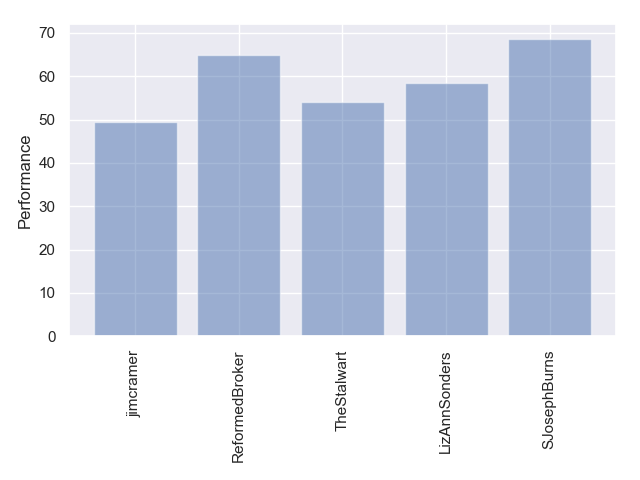 70
60
50
40
30
20
10
0
Performance
jimcramer
ReformedBroker
TheStalwart
LizAnnSonders
SJosephBurns